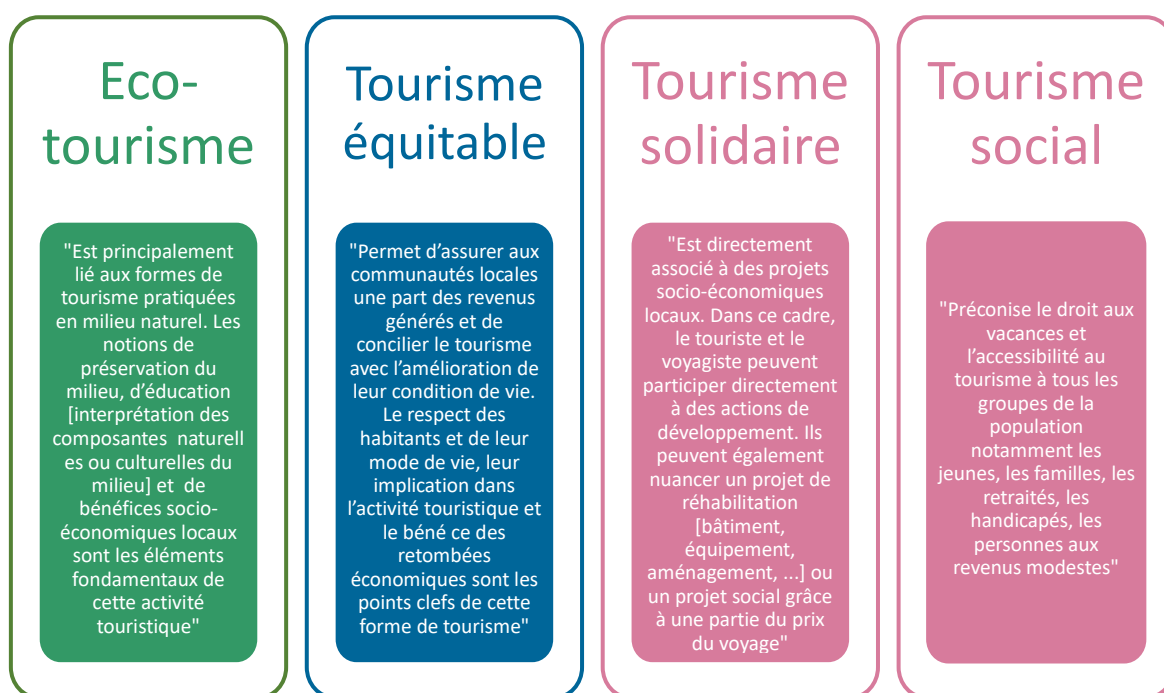 Eco-
tourisme
"Est principalement
lié aux formes de
tourisme pratiquées
en milieu naturel. Les
notions de
préservation du
milieu, d’éducation
[interprétation des
composantes naturell
es ou culturelles du
milieu] et de
bénéfices socio-
économiques locaux
sont les éléments
fondamentaux de
cette activité
touristique"
Tourisme
équitable
"Permet d’assurer aux
communautés locales
une part des revenus
générés et de
concilier le tourisme
avec l’amélioration de
leur condition de vie.
Le respect des
habitants et de leur
mode de vie, leur
implication dans
l’activité touristique et
le béné ce des
retombées
économiques sont les
points clefs de cette
forme de tourisme"
Tourisme
solidaire
"Est directement
associé à des projets
socio-économiques
locaux. Dans ce cadre,
le touriste et le
voyagiste peuvent
participer directement
à des actions de
développement. Ils
peuvent également
nuancer un projet de
réhabilitation
[bâtiment,
équipement,
aménagement, ...] ou
un projet social grâce
à une partie du prix
du voyage"
Tourisme
social
"Préconise le droit aux
vacances et
l’accessibilité au
tourisme à tous les
groupes de la
population
notamment les
jeunes, les familles, les
retraités, les
handicapés, les
personnes aux
revenus modestes"